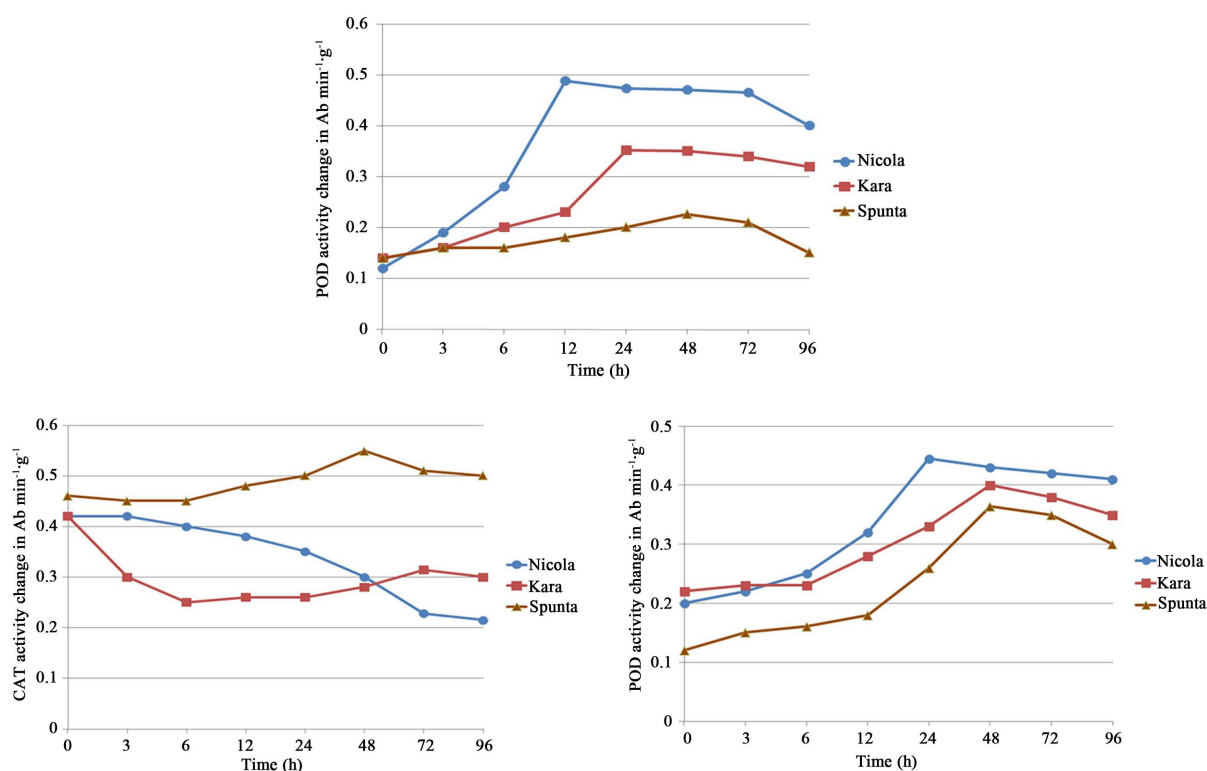 POD activity change in Ab min⁻¹·g⁻¹
0.6
0.5
0.4
0.3
0.2
0.1
0
0 3 6 12 24 48 72 96
Time (h)
Nicola
Kara
Spunta
CAT activity change in Ab min⁻¹·g⁻¹
0.6
0.5
0.4
0.3
0.2
0.1
0
0 3 6 12 24 48 72 96
Time (h)
Nicola
Kara
Spunta
POD activity change in Ab min⁻¹·g⁻¹
0.5
0.4
0.3
0.2
0.1
0
0 3 6 12 24 48 72 96
Time (h)
Nicola
Kara
Spunta